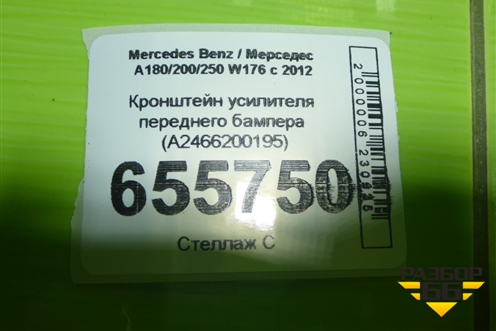 Mercedes Benz / Мерседес
A180/200/250 W176 с 2012
Кронштейн усилителя
переднего бампера
(A2466200195)
655750
Стеллаж С
РАЗБОР
66